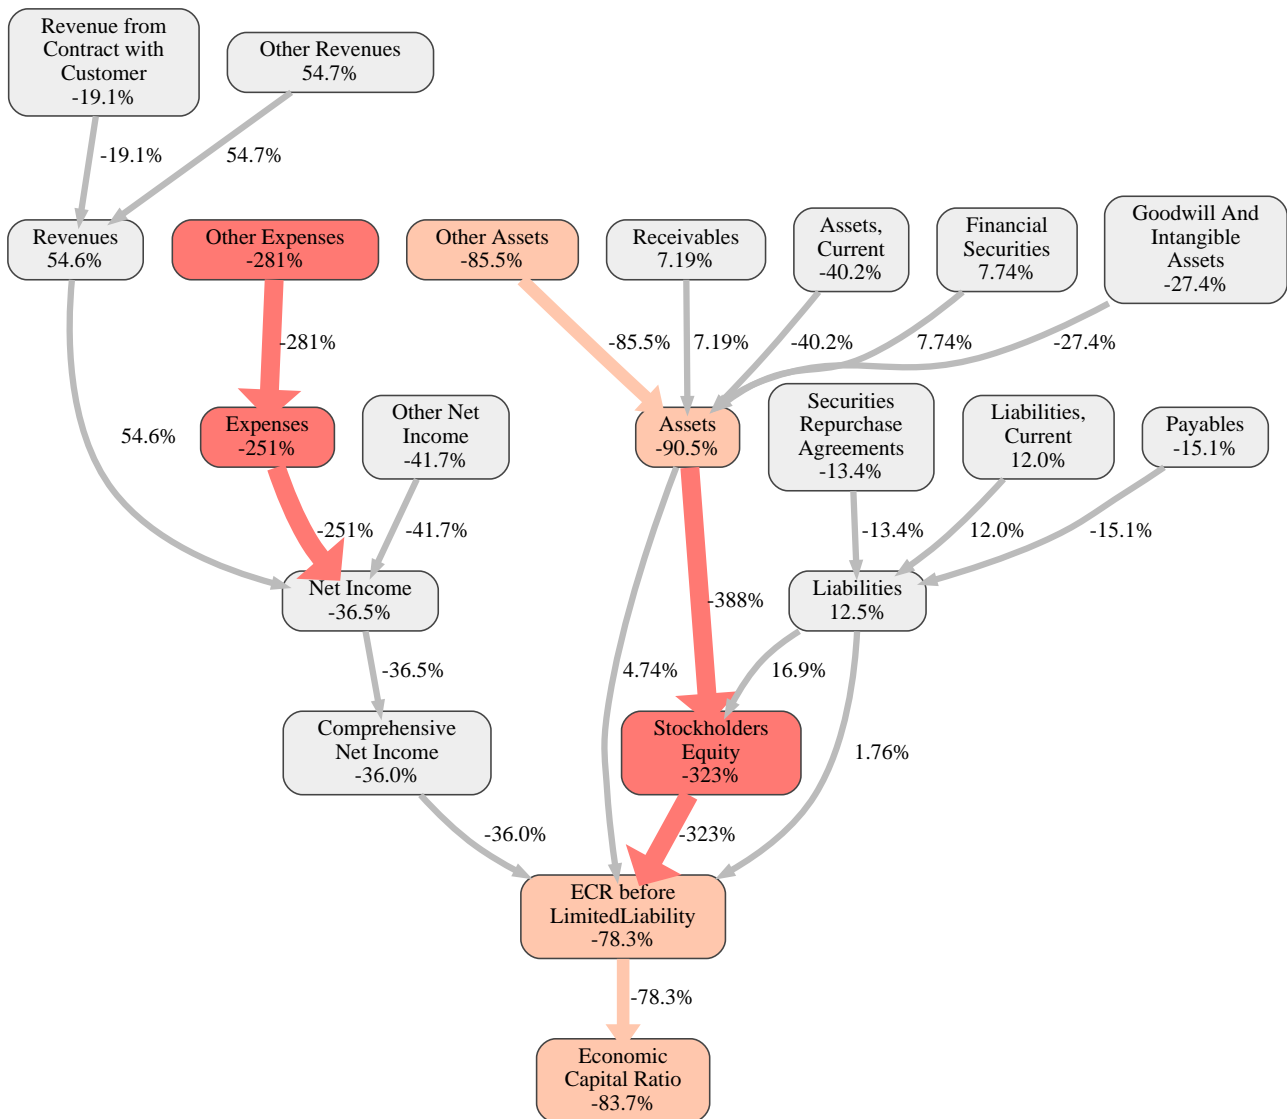 Revenue from
Contract with
Customer
-19.1%
Other Revenues
54.7%
-19.1%
54.7%
Revenues
54.6%
Other Expenses
-281%
Other Assets
-85.5%
Receivables
7.19%
Assets,
Current
-40.2%
Financial
Securities
7.74%
Goodwill And
Intangible
Assets
-27.4%
-281%
-85.5%
7.19%
-40.2%
7.74%
-27.4%
54.6%
Expenses
-251%
Other Net
Income
-41.7%
Assets
-90.5%
Securities
Repurchase
Agreements
-13.4%
Liabilities,
Current
12.0%
Payables
-15.1%
-251%
-41.7%
-13.4%
12.0%
-15.1%
Net Income
-36.5%
-388%
Liabilities
12.5%
-36.5%
4.74%
16.9%
Comprehensive
Net Income
-36.0%
Stockholders
Equity
-323%
1.76%
-36.0%
-323%
ECR before
LimitedLiability
-78.3%
-78.3%
Economic
Capital Ratio
-83.7%